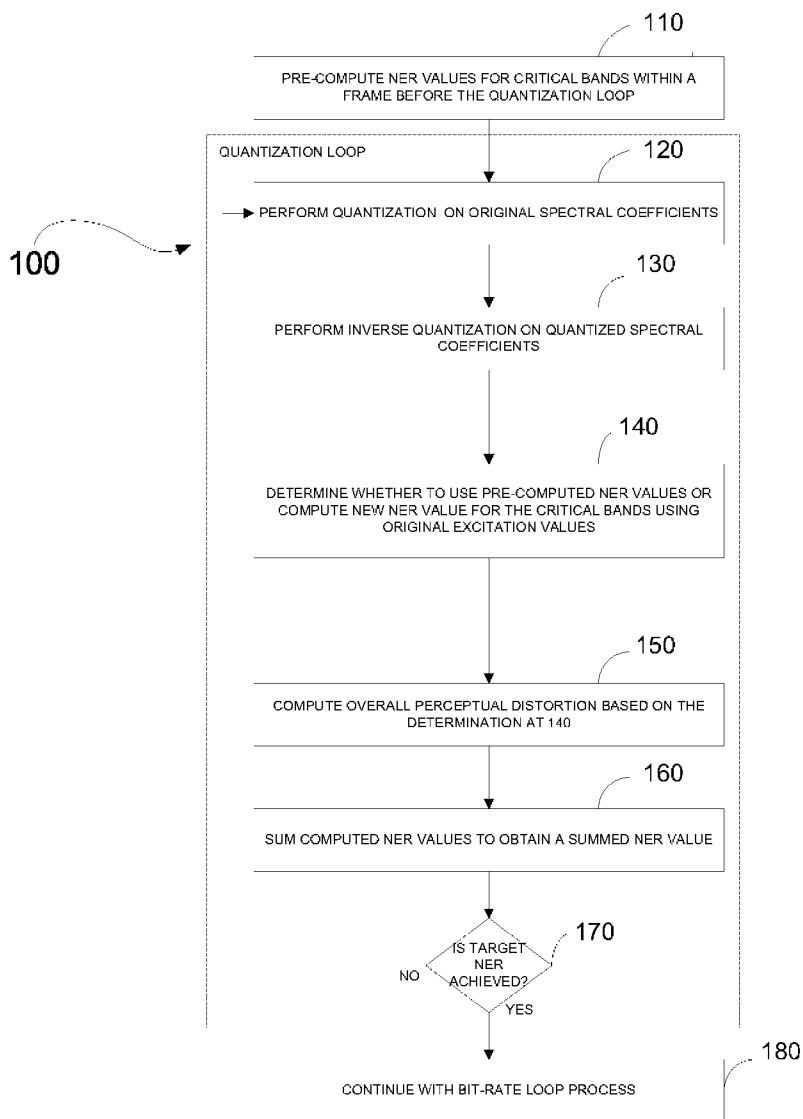 110
PRE-COMPUTE NER VALUES FOR CRITICAL BANDS WITHIN A
FRAME BEFORE THE QUANTIZATION LOOP
QUANTIZATION LOOP
120
PERFORM QUANTIZATION ON ORIGINAL SPECTRAL COEFFICIENTS
100
130
PERFORM INVERSE QUANTIZATION ON QUANTIZED SPECTRAL
COEFFICIENTS
140
DETERMINE WHETHER TO USE PRE-COMPUTED NER VALUES OR
COMPUTE NEW NER VALUE FOR THE CRITICAL BANDS USING
ORIGINAL EXCITATION VALUES
150
COMPUTE OVERALL PERCEPTUAL DISTORTION BASED ON THE
DETERMINATION AT 140
160
SUM COMPUTED NER VALUES TO OBTAIN A SUMMED NER VALUE
170
IS TARGET
NER
ACHIEVED?
NO
YES
180
CONTINUE WITH BIT-RATE LOOP PROCESS